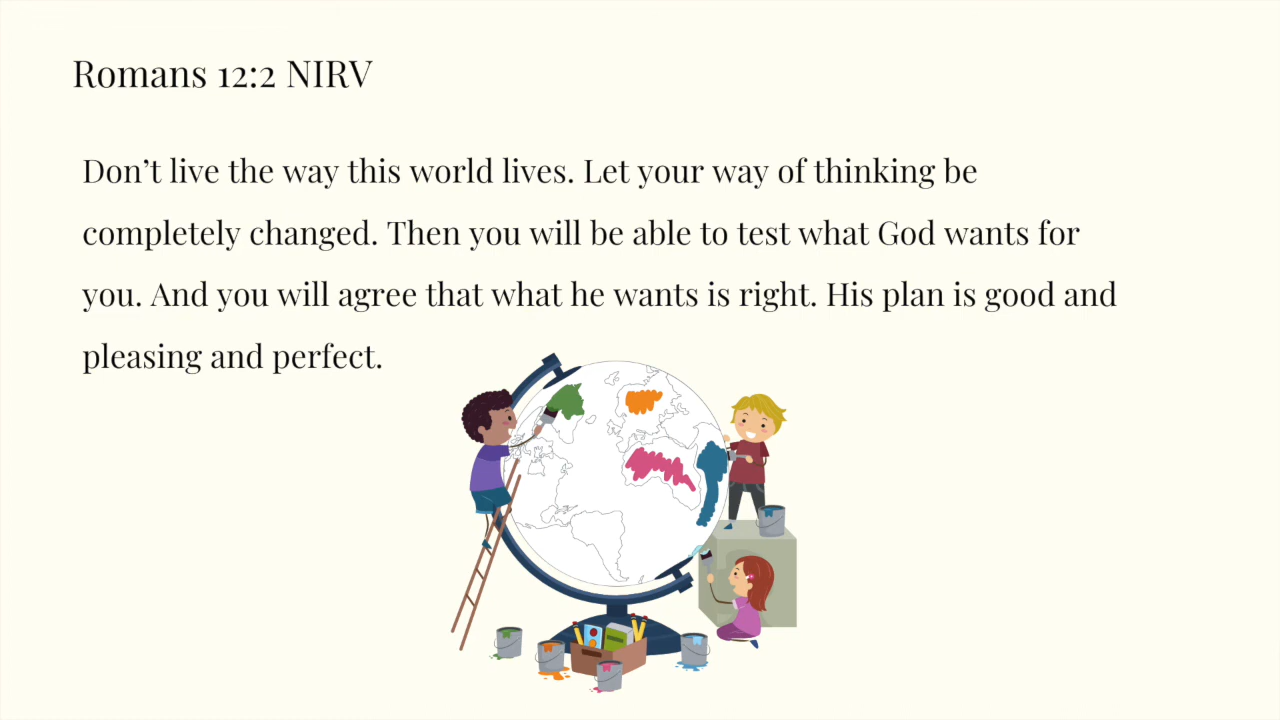 Romans 12:2 NIRV
Don’t live the way this world lives. Let your way of thinking be
completely changed. Then you will be able to test what God wants for
you. And you will agree that what he wants is right. His plan is good and
pleasing and perfect.